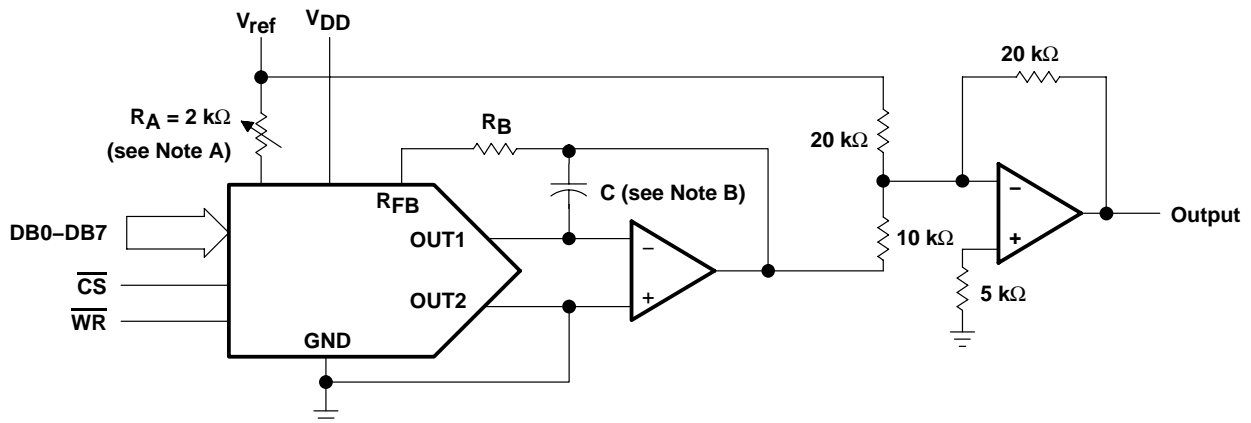 Vref
VDD
20 kΩ
RA = 2 kΩ
(see Note A)
RB
20 kΩ
RFB
C (see Note B)
DB0–DB7
OUT1
–
–
+
Output
10 kΩ
CS
OUT2
+
5 kΩ
WR
GND